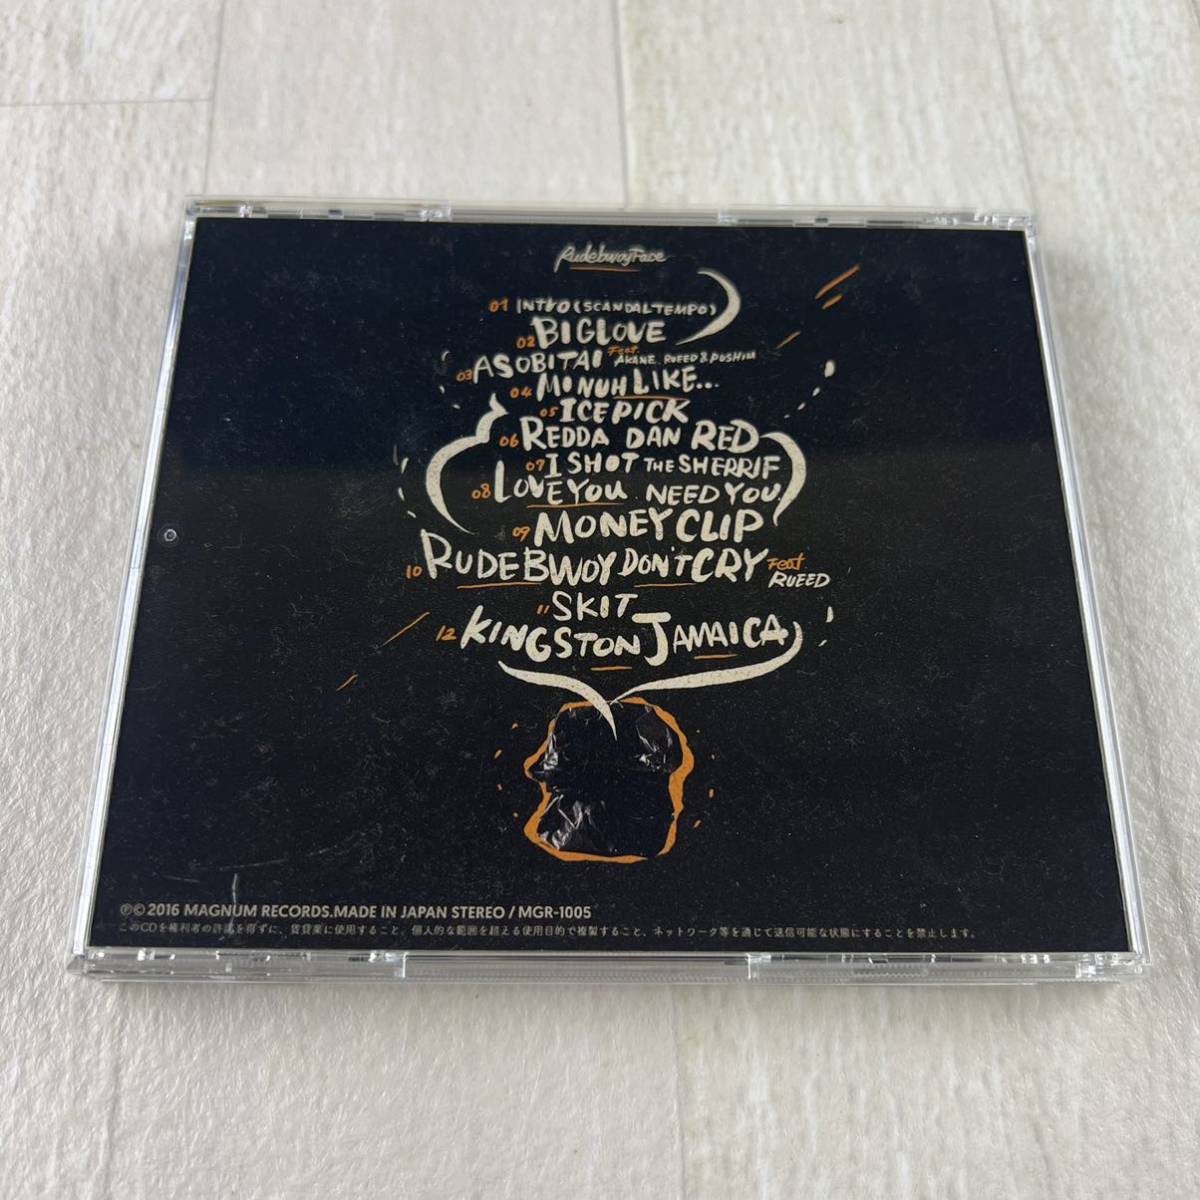 RudebwoyFace
01 INTRO (SCANDAL TEMPO)
02 BIG LOVE
03 ASOBITAI Feat. AKANE, RUEED & PUSHIM
04 MI NUH LIKE...
05 ICE PICK
06 REDDA DAN RED
07 I SHOT THE SHERRIF
08 LOVE YOU NEED YOU
09 MONEY CLIP
10 RUDEBWOY DON'T CRY Feat RUEED
11 SKIT
12 KINGSTON JAMAICA
℗© 2016 MAGNUM RECORDS.MADE IN JAPAN STEREO / MGR-1005
このCDを権利者の許諾を得ずに、賃貸業に使用すること、個人的な範囲を超える使用目的で複製すること、ネットワーク等を通じて送信可能な状態にすることを禁止します。